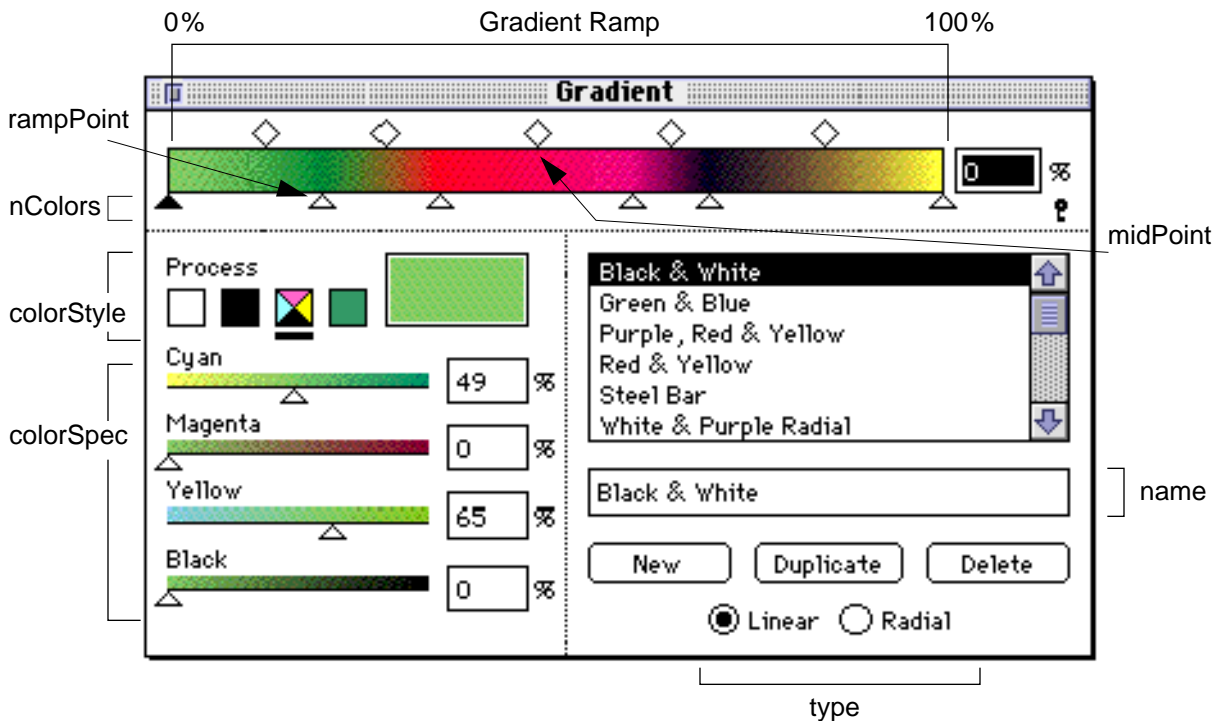 0% Gradient Ramp 100%
Gradient
rampPoint
0 %
nColors
midPoint
Process
colorStyle
Black & White
Green & Blue
Purple, Red & Yellow
Red & Yellow
Steel Bar
White & Purple Radial
Cyan
49 %
colorSpec
Magenta
0 %
Yellow
65 %
Black
0 %
Black & White
name
New Duplicate Delete
Linear Radial
type